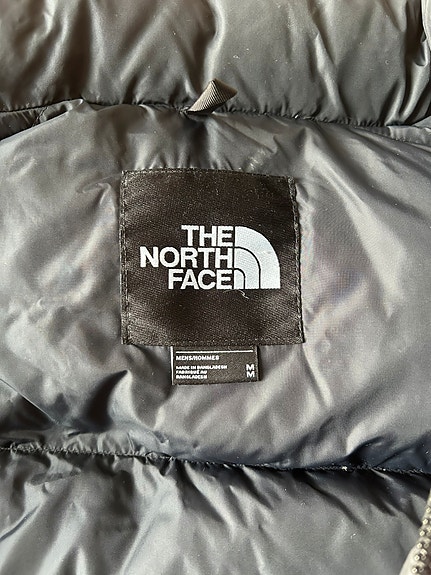 THE
NORTH
FACE
MENS/HOMMES
MADE IN BANGLADESH M
FABRIQUÉ AU M
BANGLADESH